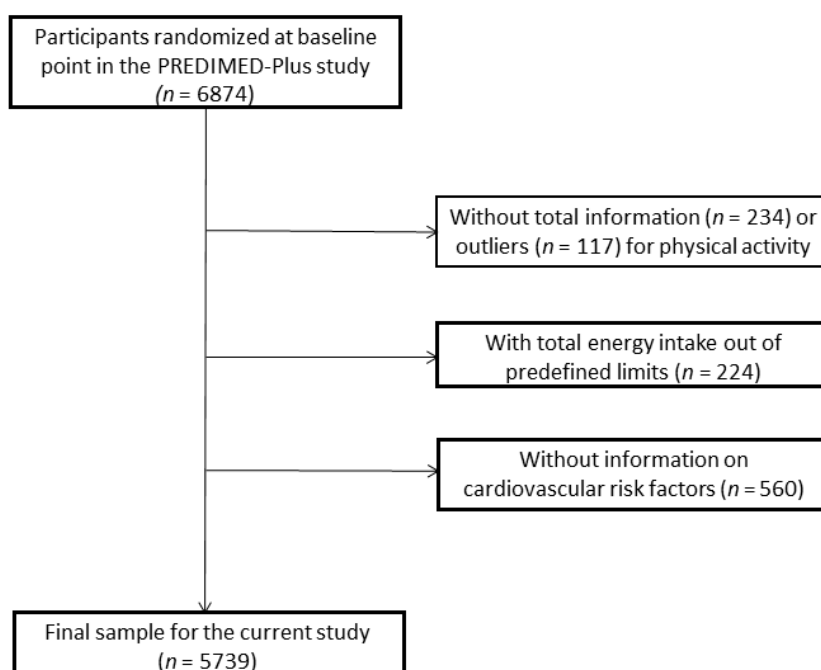 Participants randomized at baseline
point in the PREDIMED-Plus study
(n = 6874)
Without total information (n = 234) or
outliers (n = 117) for physical activity
With total energy intake out of
predefined limits (n = 224)
Without information on
cardiovascular risk factors (n = 560)
Final sample for the current study
(n = 5739)